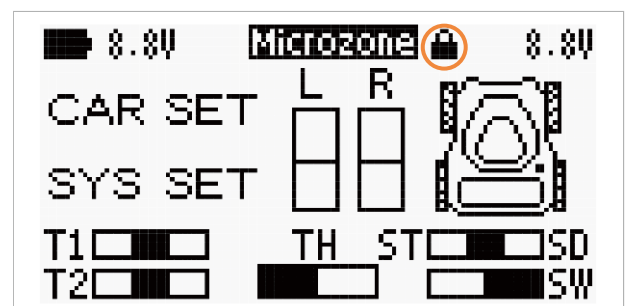 8.8V Microzone 8.8V
L R
CAR SET
SYS SET
T1 TH ST SD
T2 SW